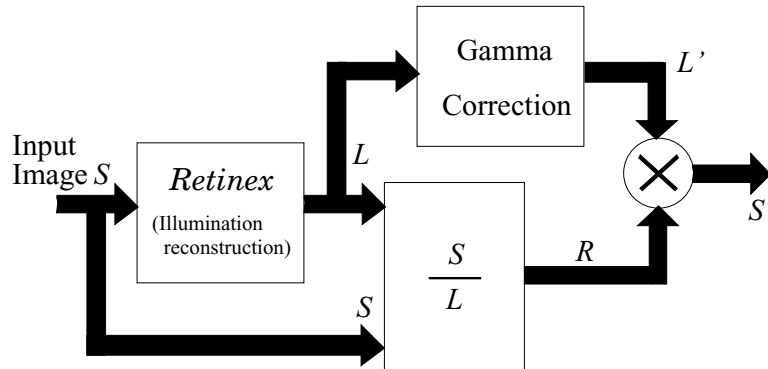 Gamma
Correction
L'
Input
Image S
Retinex
(Illumination
reconstruction)
L
S
S
L
R
S